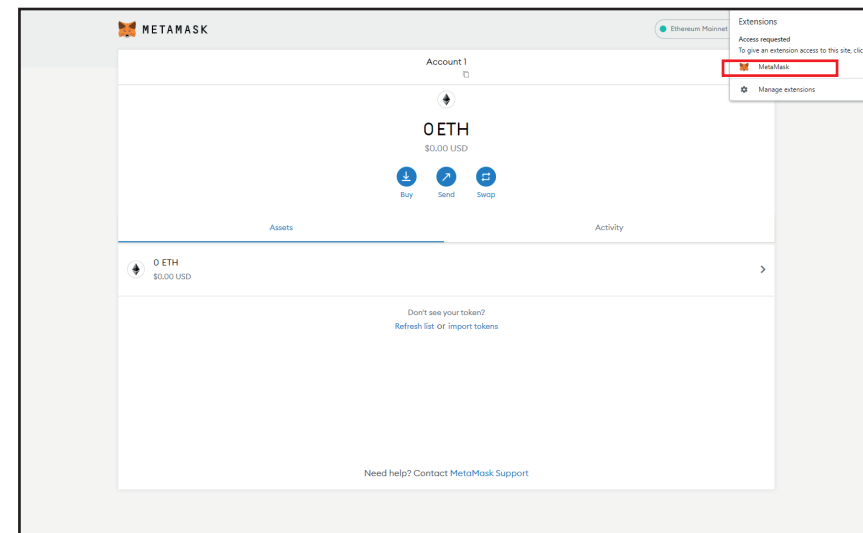 METAMASK
Ethereum Mainnet
Extensions
Access requested
To give an extension access to this site, clic
MetaMask
Manage extensions
Account 1
0 ETH
$0.00 USD
Buy Send Swap
Assets Activity
0 ETH
$0.00 USD
Don't see your token?
Refresh list or import tokens
Need help? Contact MetaMask Support